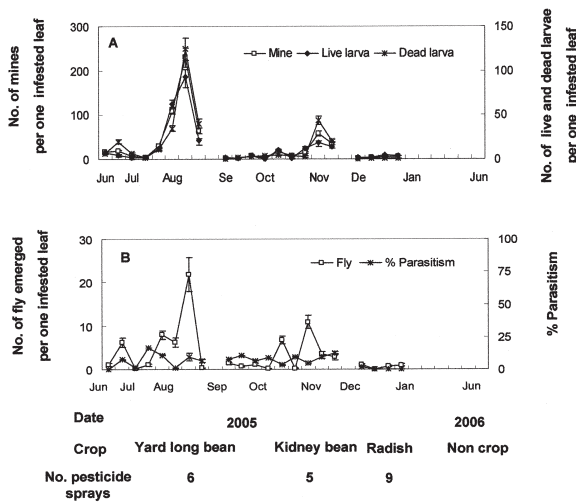 A
Mine Live larva Dead larva
No. of mines
per one infested leaf
300
200
100
0
150
100
50
0
No. of live and dead larvae
per one infested leaf
Jun Jul Aug Se Oct Nov De Jan Jun
B
Fly % Parasitism
No. of fly emerged
per one infested leaf
30
20
10
0
100
75
50
25
0
% Parasitism
Jun Jul Aug Sep Oct Nov Dec Jan Jun
Date 2005 2006
Crop Yard long bean Kidney bean Radish Non crop
No. pesticide 6 5 9
sprays